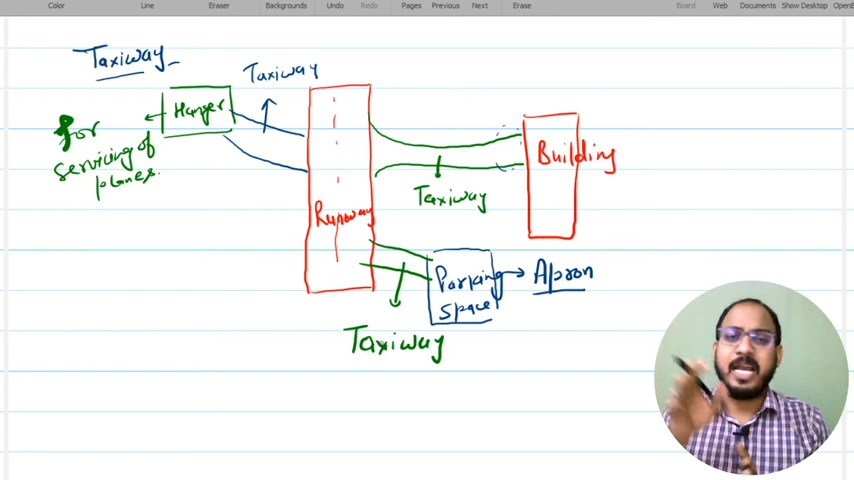 Color Line Eraser Backgrounds Undo Redo Pages Previous Next Erase Board Web Documents Show Desktop
Taxiway
Taxiway
Hanger
for
servicing of
planes.
Runway
Building
Taxiway
Parking
space
Apron
Taxiway